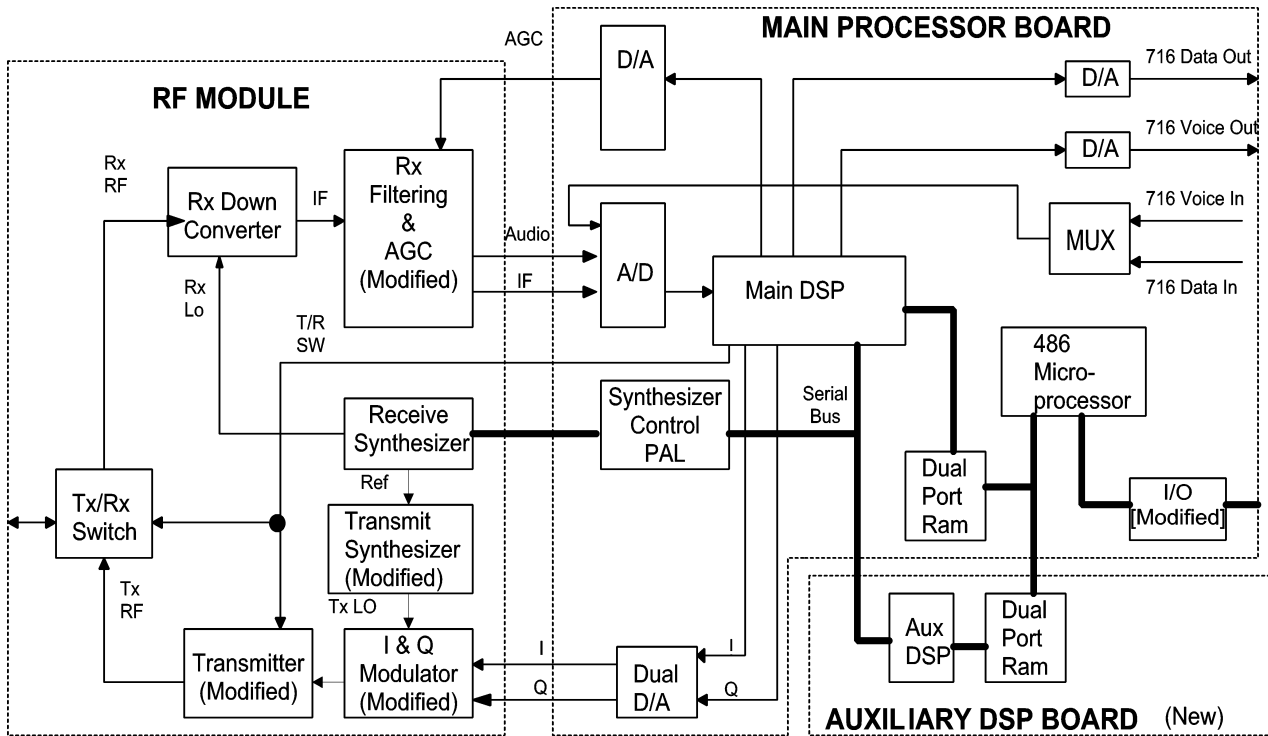 MAIN PROCESSOR BOARD
AGC
D/A
D/A
716 Data Out
RF MODULE
D/A
716 Voice Out
Rx
RF
Rx Down
Converter
IF
Rx
Filtering
&
AGC
(Modified)
Audio
IF
A/D
Main DSP
MUX
716 Voice In
716 Data In
Rx
Lo
T/R
SW
486
Micro-
processor
Receive
Synthesizer
Synthesizer
Control
PAL
Serial
Bus
Ref
Tx/Rx
Switch
Transmit
Synthesizer
(Modified)
Dual
Port
Ram
I/O
[Modified]
Tx
RF
Tx LO
Transmitter
(Modified)
I & Q
Modulator
(Modified)
I
Q
Dual
D/A
I
Q
Aux
DSP
Dual
Port
Ram
AUXILIARY DSP BOARD (New)